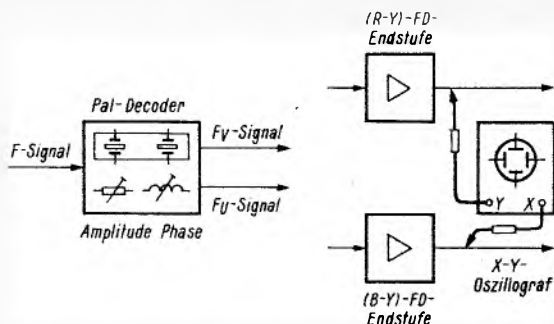 (R-Y)-FD-
Endstufe
Pal-Decoder
F-Signal
Fv-Signal
Fu-Signal
Amplitude Phase
Y
X
X-Y-
Oszillograf
(B-Y)-FD-
Endstufe